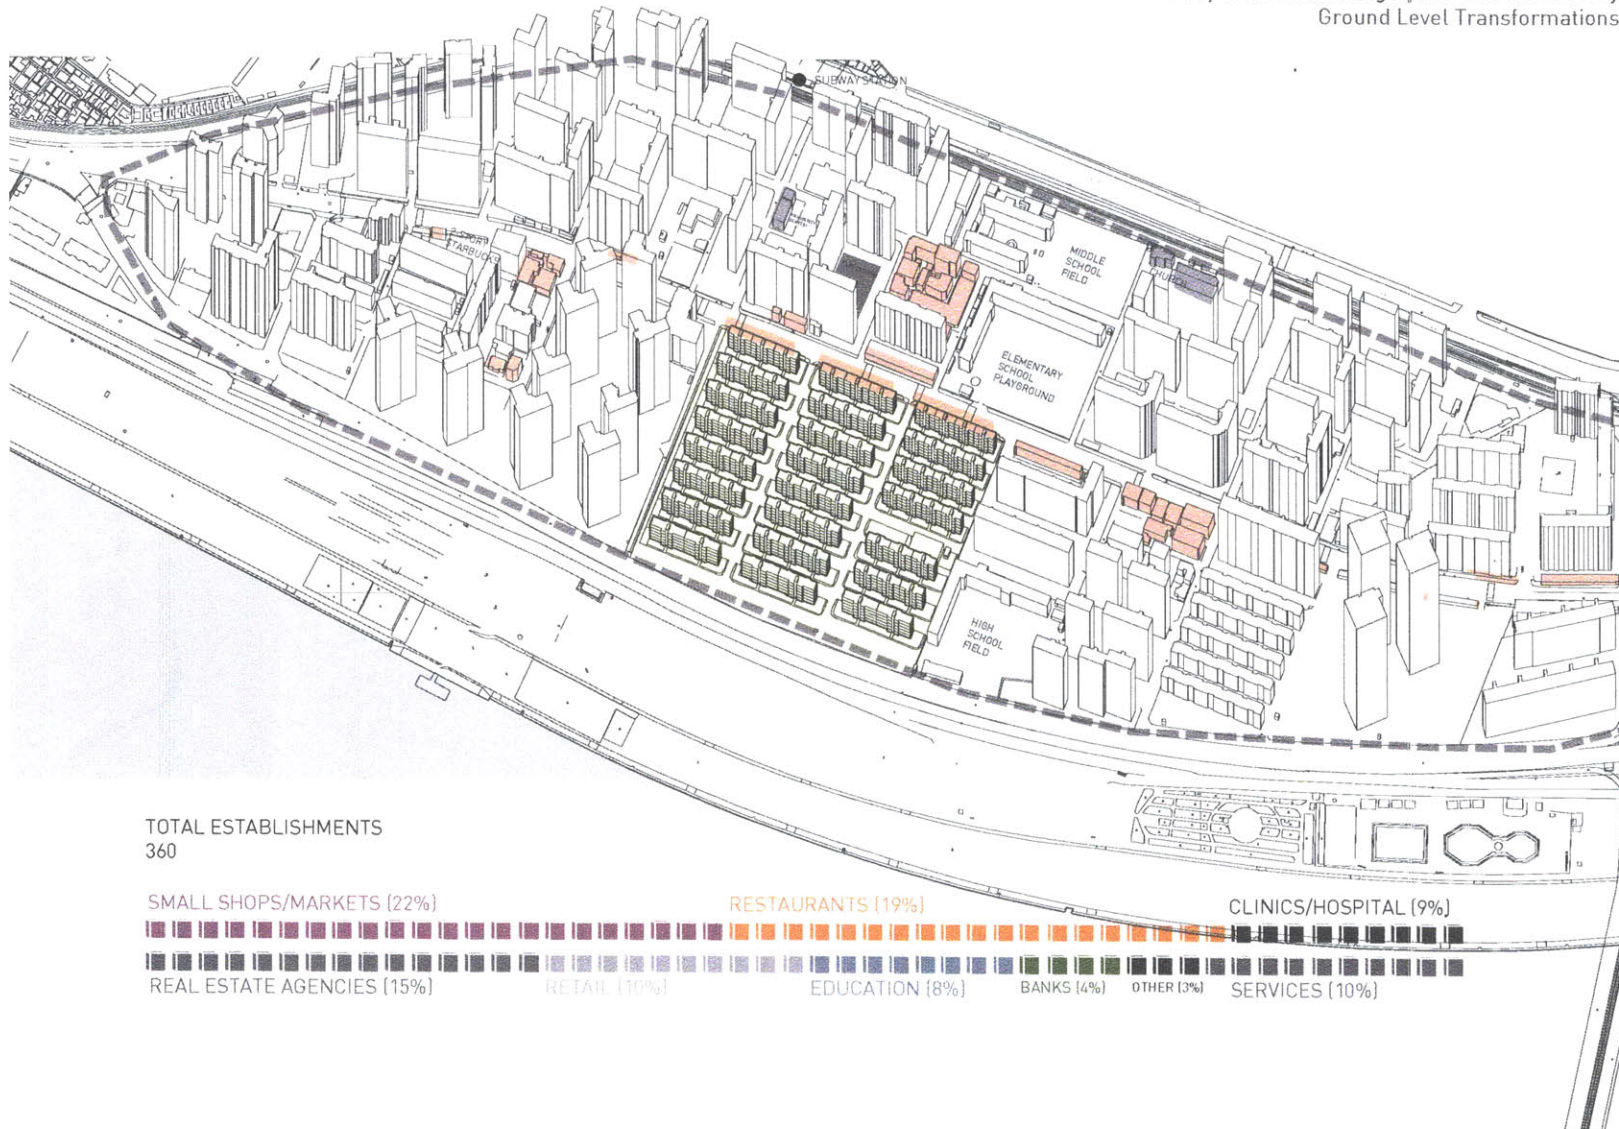 Ground Level Transformations
SUBWAY STATION
2 STORY
STARBUCKS
MIDDLE
SCHOOL
FIELD
CHURCH
ELEMENTARY
SCHOOL
PLAYGROUND
HIGH
SCHOOL
FIELD
TOTAL ESTABLISHMENTS
360
SMALL SHOPS/MARKETS (22%)
RESTAURANTS (19%)
CLINICS/HOSPITAL (9%)
REAL ESTATE AGENCIES (15%)
RETAIL (10%)
EDUCATION (8%)
BANKS (4%)
OTHER (3%)
SERVICES (10%)